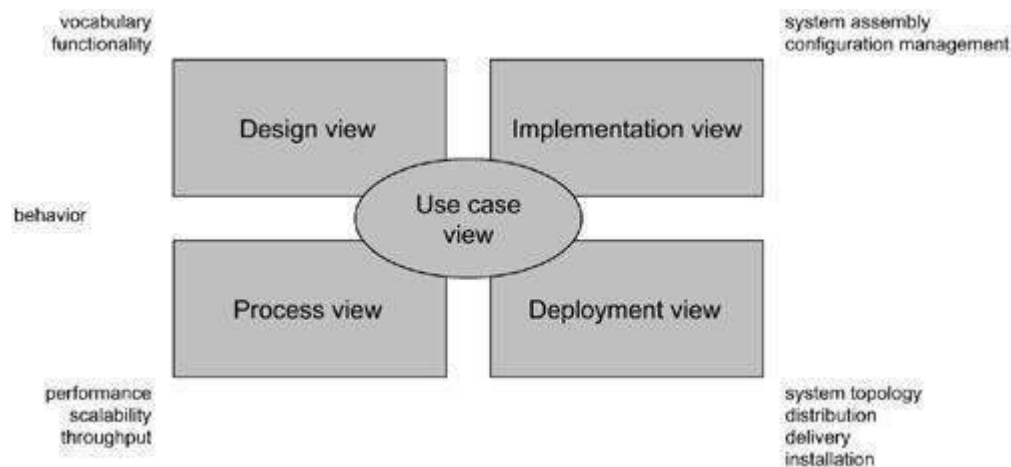 vocabulary
functionality
system assembly
configuration management
Design view
Implementation view
behavior
Use case
view
Process view
Deployment view
performance
scalability
throughput
system topology
distribution
delivery
installation